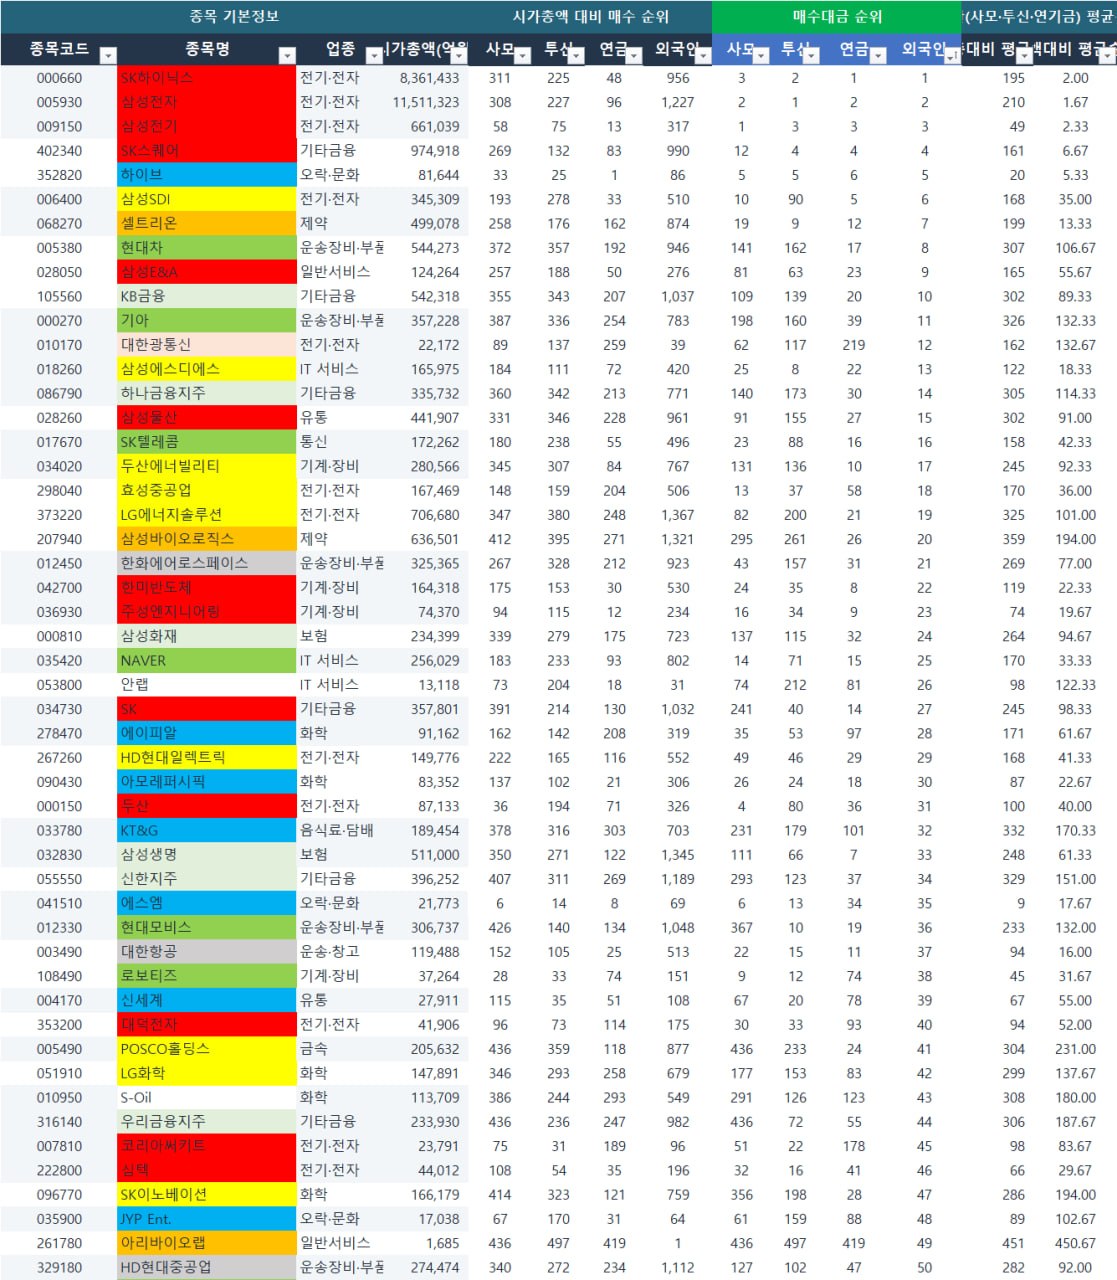 종목 기본정보 시가총액 대비 매수 순위 매수대금 순위 (사모·투신·연기금) 평균
종목코드 종목명 업종 사모 투신 연금 외국인 사모 투신 연금 외국인
000660 SK하이닉스 전기·전자 8,361,433 311 225 48 956 3 2 1 1 195 2.00
005930 삼성전자 전기·전자 11,511,323 308 227 96 1,227 2 1 2 2 210 1.67
009150 삼성전기 전기·전자 661,039 58 75 13 317 1 3 3 3 49 2.33
402340 SK스퀘어 기타금융 974,918 269 132 83 990 12 4 4 4 161 6.67
352820 하이브 오락·문화 81,644 33 25 1 86 5 5 6 5 20 5.33
006400 삼성SDI 전기·전자 345,309 193 278 33 510 10 90 5 6 168 35.00
068270 셀트리온 제약 499,078 258 176 162 874 19 9 12 7 199 13.33
005380 현대차 운송장비·부품 544,273 372 357 192 946 141 162 17 8 307 106.67
028050 삼성E&A 일반서비스 124,264 257 188 50 276 81 63 23 9 165 55.67
105560 KB금융 기타금융 542,318 355 343 207 1,037 109 139 20 10 302 89.33
000270 기아 운송장비·부품 357,228 387 336 254 783 198 160 39 11 326 132.33
010170 대한광통신 전기·전자 22,172 89 137 259 39 62 117 219 12 162 132.67
018260 삼성에스디에스 IT 서비스 165,975 184 111 72 420 25 8 22 13 122 18.33
086790 하나금융지주 기타금융 335,732 360 342 213 771 140 173 30 14 305 114.33
028260 삼성물산 유통 441,907 331 346 228 961 91 155 27 15 302 91.00
017670 SK텔레콤 통신 172,262 180 238 55 496 23 88 16 16 158 42.33
034020 두산에너빌리티 기계·장비 280,566 345 307 84 767 131 136 10 17 245 92.33
298040 효성중공업 전기·전자 167,469 148 159 204 506 13 37 58 18 170 36.00
373220 LG에너지솔루션 전기·전자 706,680 347 380 248 1,367 82 200 21 19 325 101.00
207940 삼성바이오로직스 제약 636,501 412 395 271 1,321 295 261 26 20 359 194.00
012450 한화에어로스페이스 운송장비·부품 325,365 267 328 212 923 43 157 31 21 269 77.00
042700 한미반도체 기계·장비 164,318 175 153 30 530 24 35 8 22 119 22.33
036930 주성엔지니어링 기계·장비 74,370 94 115 12 234 16 34 9 23 74 19.67
000810 삼성화재 보험 234,399 339 279 175 723 137 115 32 24 264 94.67
035420 NAVER IT 서비스 256,029 183 233 93 802 14 71 15 25 170 33.33
053800 안랩 IT 서비스 13,118 73 204 18 31 74 212 81 26 98 122.33
034730 SK 기타금융 357,801 391 214 130 1,032 241 40 14 27 245 98.33
278470 에이피알 화학 91,162 162 142 208 319 35 53 97 28 171 61.67
267260 HD현대일렉트릭 전기·전자 149,776 222 165 116 552 49 46 29 29 168 41.33
090430 아모레퍼시픽 화학 83,352 137 102 21 306 26 24 18 30 87 22.67
000150 두산 전기·전자 87,133 36 194 71 326 4 80 36 31 100 40.00
033780 KT&G 음식료·담배 189,454 378 316 303 703 231 179 101 32 332 170.33
032830 삼성생명 보험 511,000 350 271 122 1,345 111 66 7 33 248 61.33
055550 신한지주 기타금융 396,252 407 311 269 1,189 293 123 37 34 329 151.00
041510 에스엠 오락·문화 21,773 6 14 8 69 6 13 34 35 9 17.67
012330 현대모비스 운송장비·부품 306,737 426 140 134 1,048 367 10 19 36 233 132.00
003490 대한항공 운송·창고 119,488 152 105 25 513 22 15 11 37 94 16.00
108490 로보티즈 기계·장비 37,264 28 33 74 151 9 12 74 38 45 31.67
004170 신세계 유통 27,911 115 35 51 108 67 20 78 39 67 55.00
353200 대덕전자 전기·전자 41,906 96 73 114 175 30 33 93 40 94 52.00
005490 POSCO홀딩스 금속 205,632 436 359 118 877 436 233 24 41 304 231.00
051910 LG화학 화학 147,891 346 293 258 679 177 153 83 42 299 137.67
010950 S-Oil 화학 113,709 386 244 293 549 291 126 123 43 308 180.00
316140 우리금융지주 기타금융 233,930 436 236 247 982 436 72 55 44 306 187.67
007810 코리아써키트 전기·전자 23,791 75 31 189 96 51 22 178 45 98 83.67
222800 심텍 전기·전자 44,012 108 54 35 196 32 16 41 46 66 29.67
096770 SK이노베이션 화학 166,179 414 323 121 759 356 198 28 47 286 194.00
035900 JYP Ent. 오락·문화 17,038 67 170 31 64 61 159 88 48 89 102.67
261780 아리바이오랩 일반서비스 1,685 436 497 419 1 436 497 419 49 451 450.67
329180 HD현대중공업 운송장비·부품 274,474 340 272 234 1,112 127 102 47 50 282 92.00